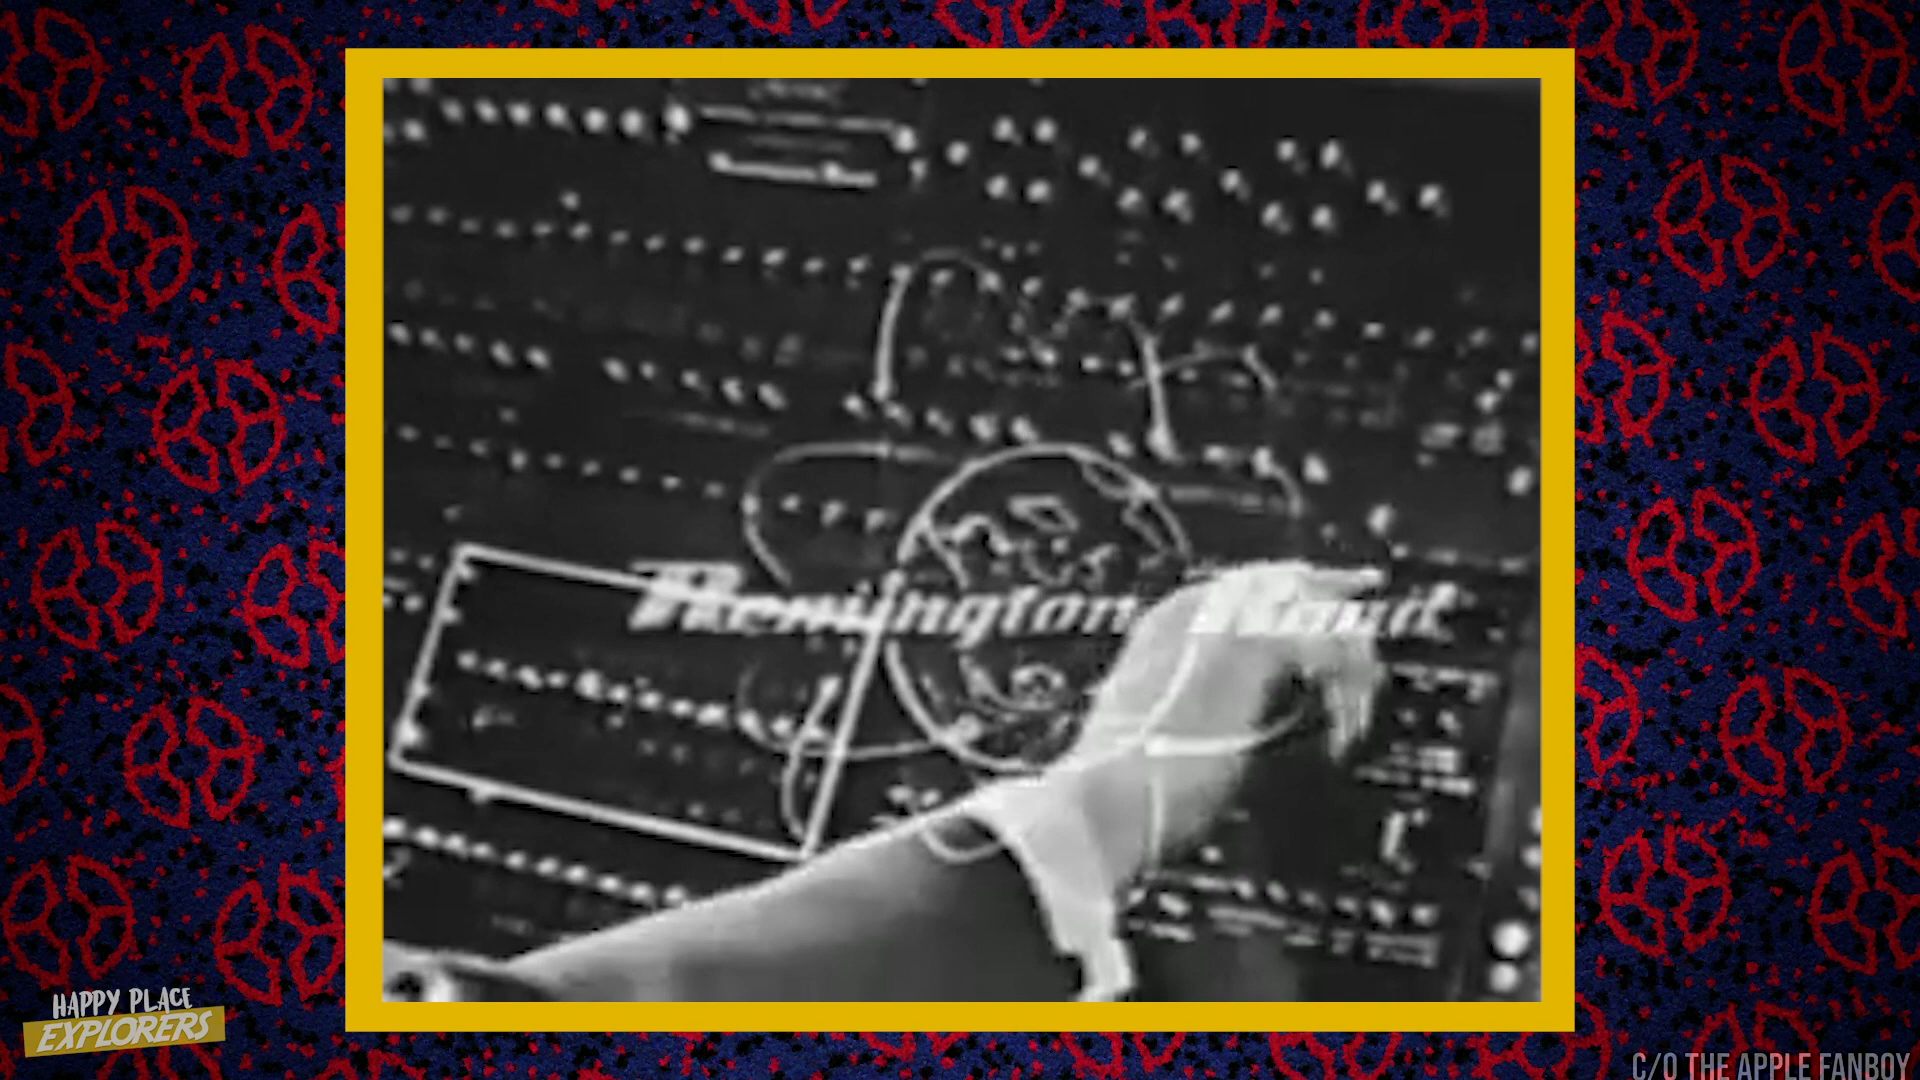 Remington Rand
HAPPY PLACE
EXPLORERS
C/O THE APPLE FANBOY